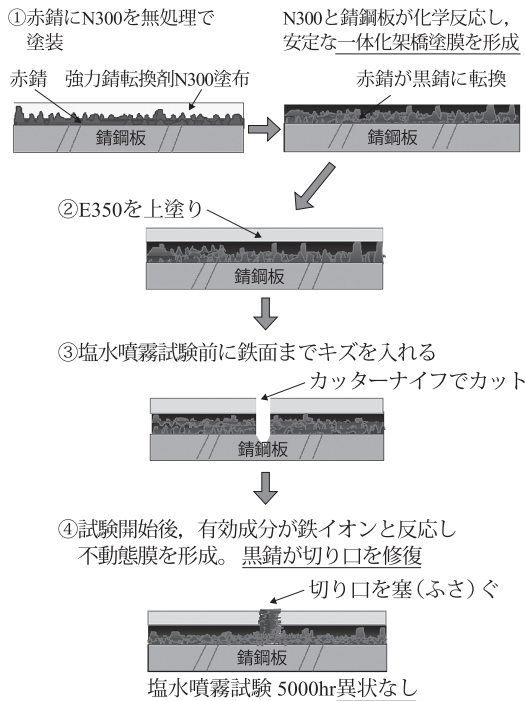 ①赤錆にN300を無処理で
塗装
赤錆 強力錆転換剤N300塗布
錆鋼板
N300と錆鋼板が化学反応し,
安定な一体化架橋塗膜を形成
赤錆が黒錆に転換
錆鋼板
②E350を上塗り
錆鋼板
③塩水噴霧試験前に鉄面までキズを入れる
カッターナイフでカット
錆鋼板
④試験開始後，有効成分が鉄イオンと反応し
不動態膜を形成。黒錆が切り口を修復
切り口を塞（ふさ）ぐ
錆鋼板
塩水噴霧試験 5000hr異状なし